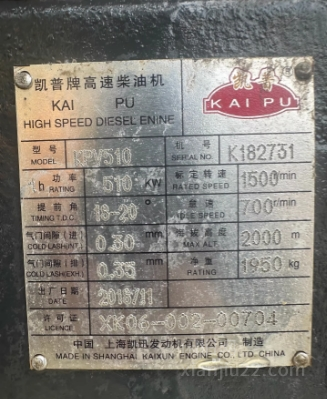 凯普牌高速柴油机
KAI PU
HIGH SPEED DIESEL ENINE
凯普
KAI PU
型号 MODEL KPV510 机号 SERIAL NO. K182731
1h 功率 RATING 510 KW 标定转速 RATED SPEED 1500 r/min
提前角 TIMING T.D.C. 18-20 ° 怠速 IDLE SPEED 700 r/min
气门间隙(进) COLD LASH(INT.) 0.30 mm 海拔高度 MAX ALT. 2000 m
气门间隙(排) COLD LASH(EXH.) 0.35 mm 净重 WEIGHT 1950 kg
出厂日期 DATE 2018/11
许可证 LICENCE XK06-002-00704
中国·上海凯迅发动机有限公司 制造
MADE IN SHANGHAI KAIXUN ENGINE CO., LTD. CHINA